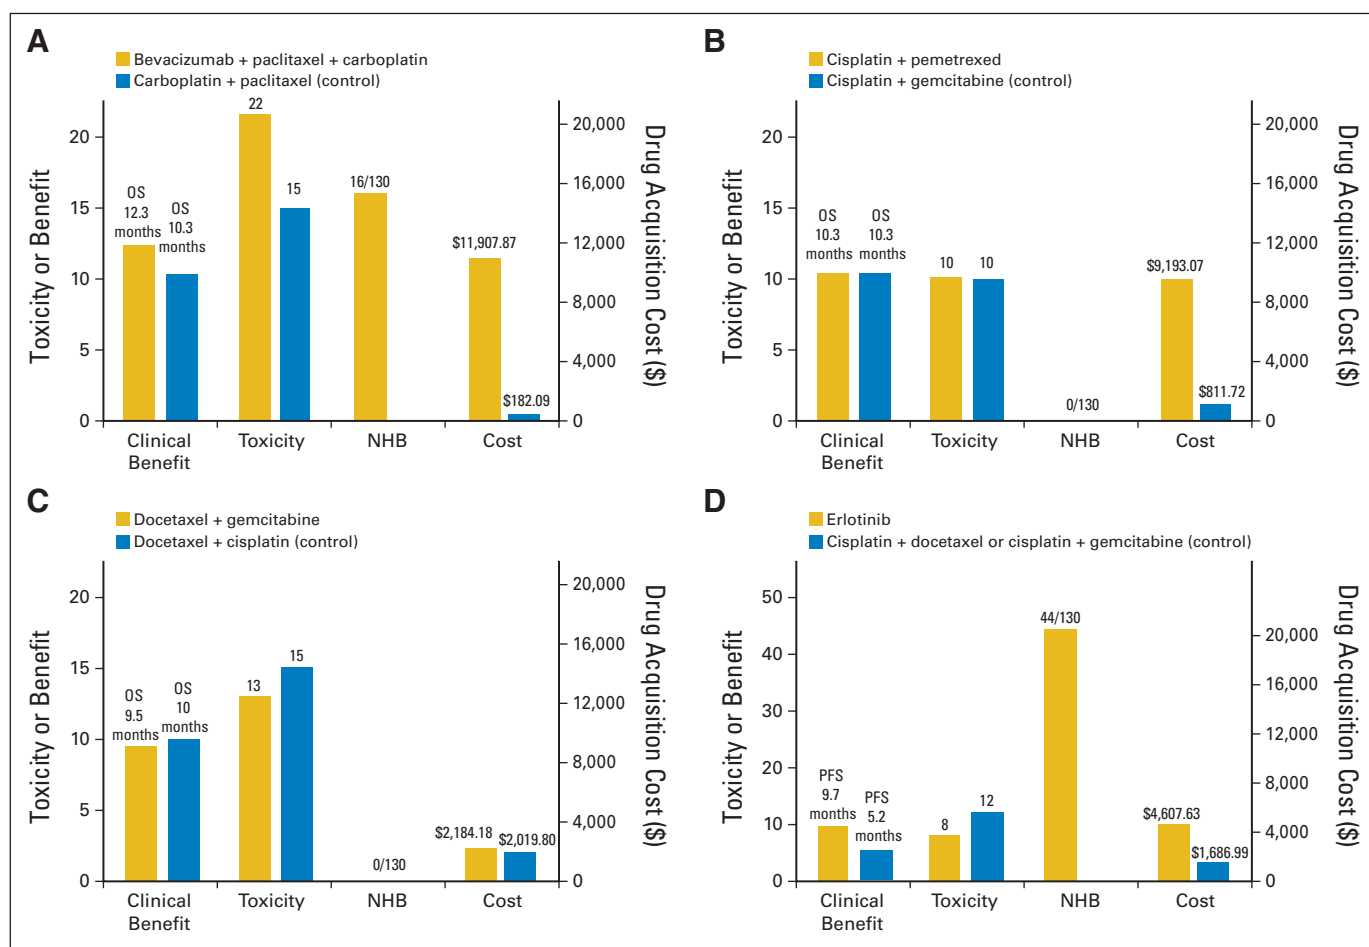 A
Bevacizumab + paclitaxel + carboplatin
Carboplatin + paclitaxel (control)
Toxicity or Benefit
20
15
10
5
0
OS
12.3
months
OS
10.3
months
22
15
16/130
$11,907.87
$182.09
20,000
16,000
12,000
8,000
4,000
0
Drug Acquisition Cost ($)
Clinical
Benefit
Toxicity
NHB
Cost
B
Cisplatin + pemetrexed
Cisplatin + gemcitabine (control)
Toxicity or Benefit
20
15
10
5
0
OS
10.3
months
OS
10.3
months
10
10
0/130
$9,193.07
$811.72
20,000
16,000
12,000
8,000
4,000
0
Drug Acquisition Cost ($)
Clinical
Benefit
Toxicity
NHB
Cost
C
Docetaxel + gemcitabine
Docetaxel + cisplatin (control)
Toxicity or Benefit
20
15
10
5
0
OS
9.5
months
OS
10
months
13
15
0/130
$2,184.18
$2,019.80
20,000
16,000
12,000
8,000
4,000
0
Drug Acquisition Cost ($)
Clinical
Benefit
Toxicity
NHB
Cost
D
Erlotinib
Cisplatin + docetaxel or cisplatin + gemcitabine (control)
Toxicity or Benefit
50
40
30
20
10
0
PFS
9.7
months
PFS
5.2
months
8
12
44/130
$4,607.63
$1,686.99
20,000
16,000
12,000
8,000
4,000
0
Drug Acquisition Cost ($)
Clinical
Benefit
Toxicity
NHB
Cost